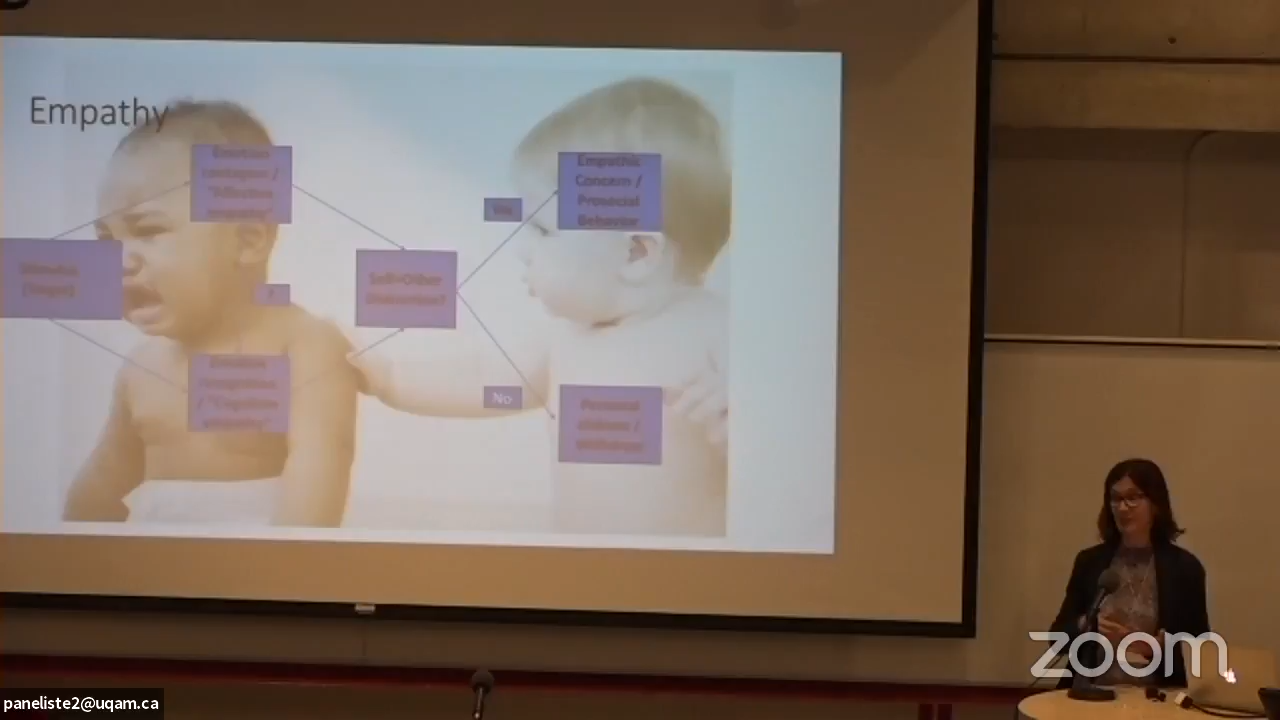 Empathy
Emotion
contagion /
"Affective
empathy"
Empathic
Concern /
Prosocial
Behavior
Yes
Stimulus
Self-Other
Distinction?
?
Emotion
recognition
/ "Cognitive
empathy"
No
Personal
distress /
Withdrawal
zoom
paneliste2@uqam.ca